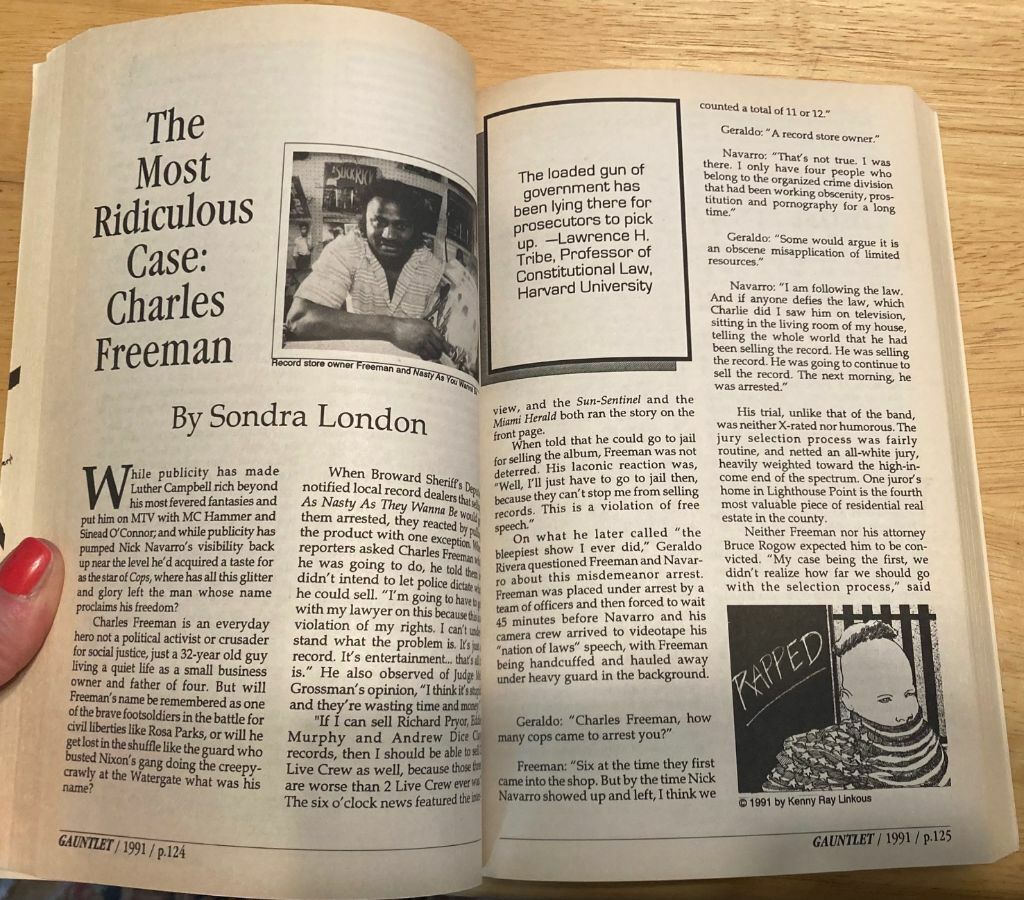 The
Most
Ridiculous
Case:
Charles
Freeman
Record store owner Freeman and Nasty As You Wanna
By Sondra London
While publicity has made
Luther Campbell rich beyond
his most fevered fantasies and
put him on MTV with MC Hammer and
Sinead O'Connor; and while publicity has
pumped Nick Navarro's visibility back
up near the level he'd acquired a taste for
as the star of Cops, where has all this glitter
and glory left the man whose name
proclaims his freedom?
Charles Freeman is an everyday
hero not a political activist or crusader
for social justice, just a 32-year old guy
living a quiet life as a small business
owner and father of four. But will
Freeman's name be remembered as one
of the brave footsoldiers in the battle for
civil liberties like Rosa Parks, or will he
get lost in the shuffle like the guard who
busted Nixon's gang doing the creepy-
crawly at the Watergate what was his
name?
When Broward Sheriff's
notified local record dealers that
As Nasty As They Wanna Be would
them arrested, they reacted by
the product with one exception.
reporters asked Charles Freeman
he was going to do, he told them
didn't intend to let police dictate
he could sell. "I'm going to have to
with my lawyer on this because
violation of my rights. I can't
stand what the problem is. It's
record. It's entertainment...
is." He also observed of Judge
Grossman's opinion, "I think it's
and they're wasting time and money
"If I can sell Richard Pryor,
Murphy and Andrew Dice
records, then I should be able to
Live Crew as well, because
are worse than 2 Live Crew ever
The six o'clock news featured the
GAUNTLET / 1991 / p.124
The loaded gun of
government has
been lying there for
prosecutors to pick
up. —Lawrence H.
Tribe, Professor of
Constitutional Law,
Harvard University
view, and the Sun-Sentinel and the
Miami Herald both ran the story on the
front page.
When told that he could go to jail
for selling the album, Freeman was not
deterred. His laconic reaction was,
"Well, I'll just have to go to jail then,
because they can't stop me from selling
records. This is a violation of free
speech."
On what he later called "the
bleepiest show I ever did," Geraldo
Rivera questioned Freeman and Navar-
ro about this misdemeanor arrest.
Freeman was placed under arrest by a
team of officers and then forced to wait
45 minutes before Navarro and his
camera crew arrived to videotape his
"nation of laws" speech, with Freeman
being handcuffed and hauled away
under heavy guard in the background.
Geraldo: "Charles Freeman, how
many cops came to arrest you?"
Freeman: "Six at the time they first
came into the shop. But by the time Nick
Navarro showed up and left, I think we
counted a total of 11 or 12."
Geraldo: "A record store owner."
Navarro: "That's not true. I was
there. I only have four people who
belong to the organized crime division
that had been working obscenity, pros-
titution and pornography for a long
time."
Geraldo: "Some would argue it is
an obscene misapplication of limited
resources."
Navarro: "I am following the law.
And if anyone defies the law, which
Charlie did I saw him on television,
sitting in the living room of my house,
telling the whole world that he had
been selling the record. He was selling
the record. He was going to continue to
sell the record. The next morning, he
was arrested."
His trial, unlike that of the band,
was neither X-rated nor humorous. The
jury selection process was fairly
routine, and netted an all-white jury,
heavily weighted toward the high-in-
come end of the spectrum. One juror's
home in Lighthouse Point is the fourth
most valuable piece of residential real
estate in the county.
Neither Freeman nor his attorney
Bruce Rogow expected him to be con-
victed. "My case being the first, we
didn't realize how far we should go
with the selection process," said
RAPPED
© 1991 by Kenny Ray Linkous
GAUNTLET / 1991 / p.125